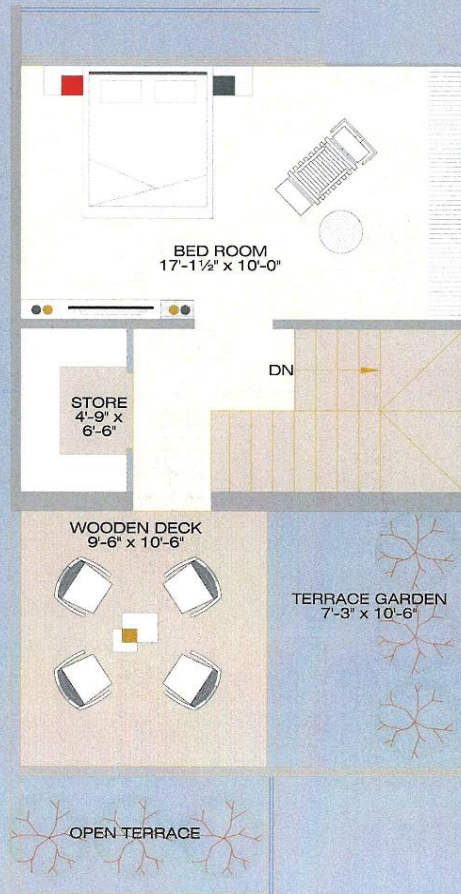 BED ROOM
17'-1½" x 10'-0"
DN
STORE
4'-9" x
6'-6"
WOODEN DECK
9'-6" x 10'-6"
TERRACE GARDEN
7'-3" x 10'-6"
OPEN TERRACE